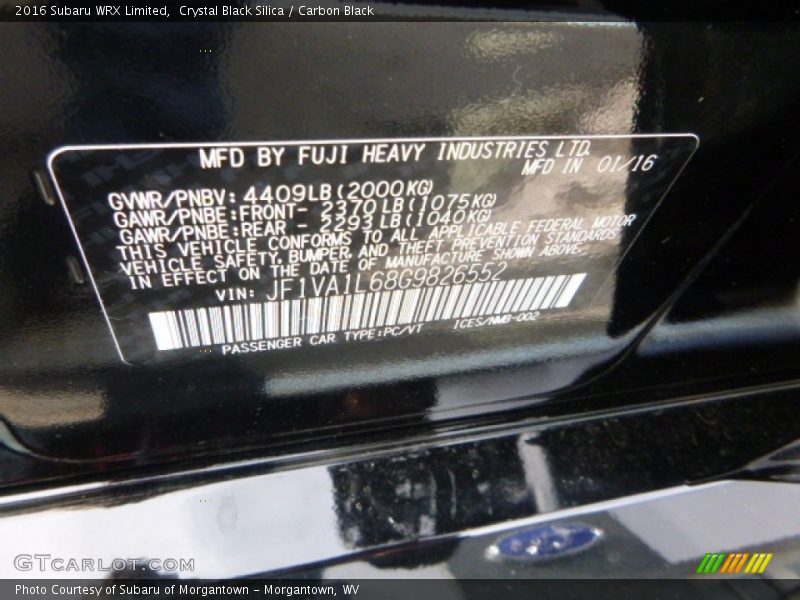 2016 Subaru WRX Limited,  Crystal Black Silica / Carbon Black
MFD BY FUJI HEAVY INDUSTRIES LTD.
MFD IN 01/16
GVWR/PNBV: 4409LB(2000KG)
GAWR/PNBE:FRONT- 2370LB(1075KG)
GAWR/PNBE:REAR - 2293LB(1040KG)
THIS VEHICLE CONFORMS TO ALL APPLICABLE FEDERAL MOTOR
VEHICLE SAFETY, BUMPER, AND THEFT PREVENTION STANDARDS
IN EFFECT ON THE DATE OF MANUFACTURE SHOWN ABOVE.
VIN: JF1VA1L68G9826552
PASSENGER CAR TYPE:PC/VT ICES/NMB-002
GTCARLOT.COM
Photo Courtesy of Subaru of Morgantown - Morgantown, WV